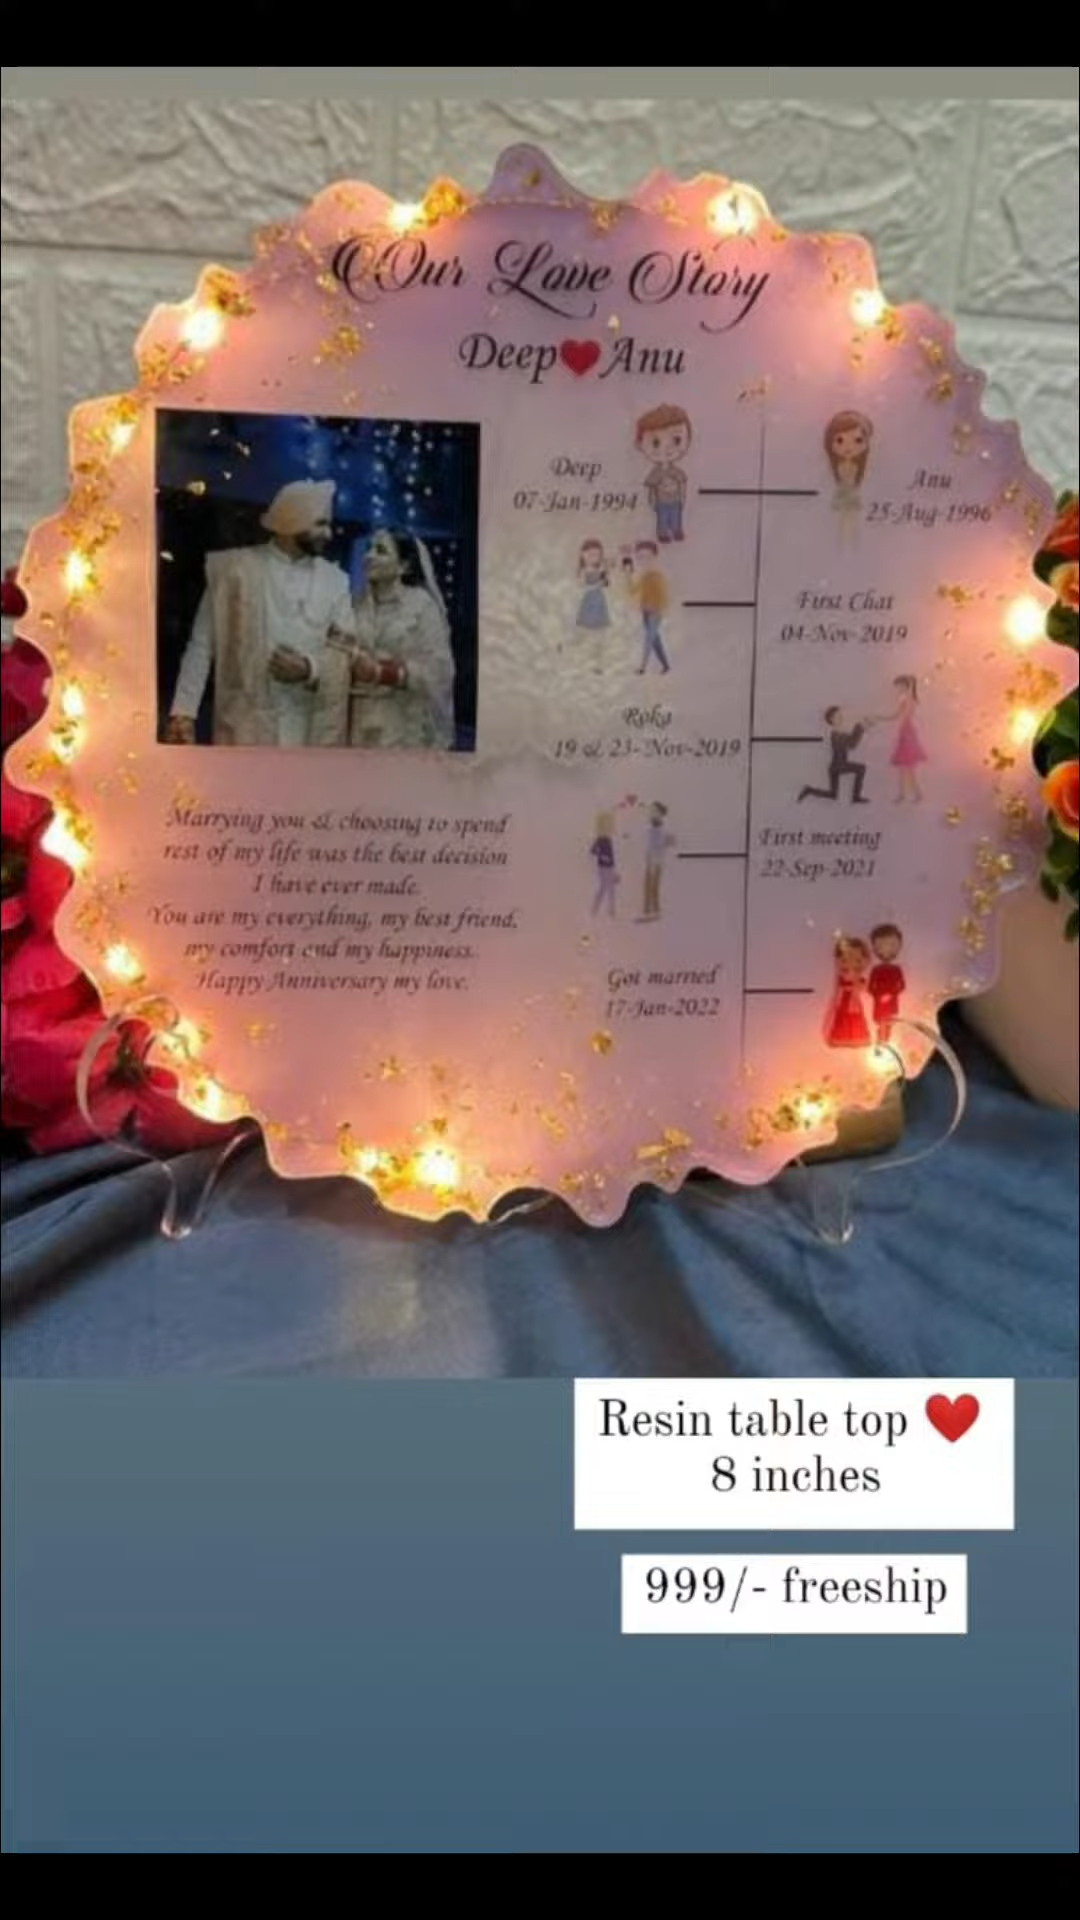 Our Love Story
Deep❤️Anu
Deep
07-Jan-1994
Anu
25-Aug-1996
First Chat
04-Nov-2019
Roka
19 & 23- Nov-2019
First meeting
22-Sep-2021
Got married
17-Jan-2022
Marrying you & choosing to spend
rest of my life was the best decision
I have ever made.
You are my everything, my best friend,
my comfort and my happiness.
Happy Anniversary my love.
Resin table top ❤️
8 inches
999/- freeship